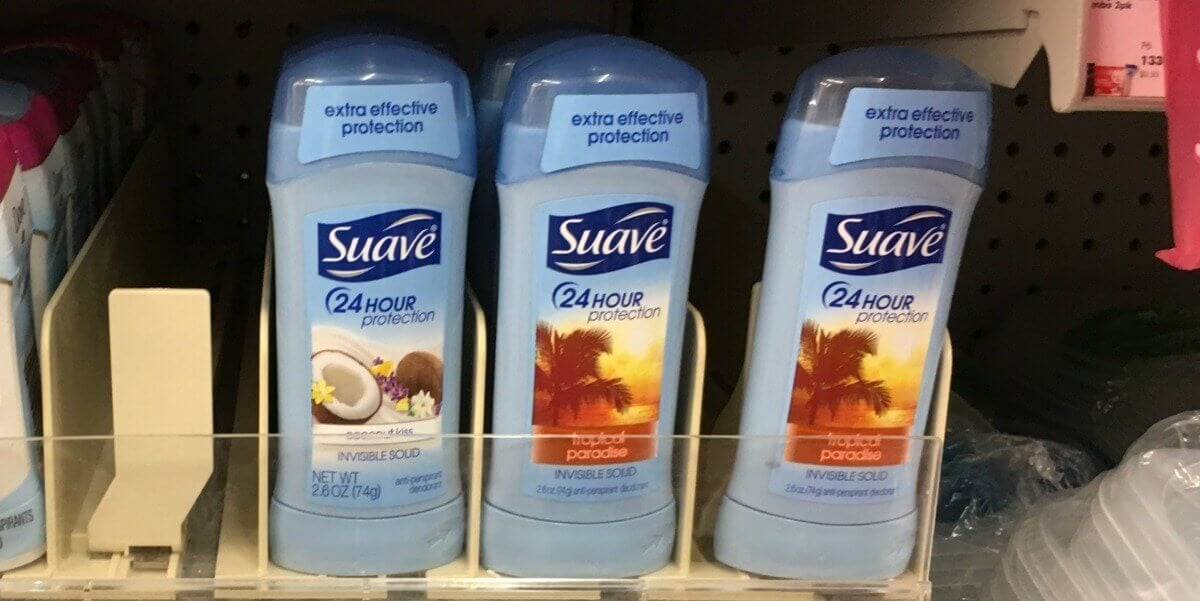 extra effective
protection
Suave®
24 HOUR
protection
coconut kiss
INVISIBLE SOLID
NET WT
2.6 OZ (74g)
anti-perspirant
deodorant
extra effective
protection
Suave®
24 HOUR
protection
tropical
paradise
INVISIBLE SOLID
2.6 oz. (74g) anti-perspirant deodorant
extra effective
protection
Suave®
24 HOUR
protection
tropical
paradise
INVISIBLE SOLID
2.6 oz. (74g) anti-perspirant deodorant
2pk
133